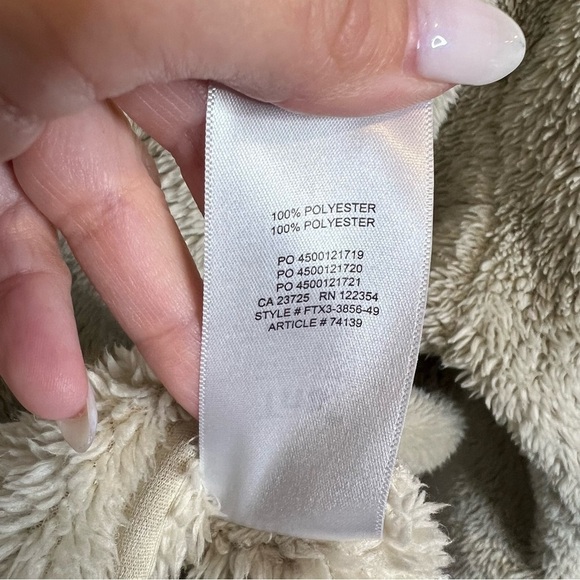 100% POLYESTER
100% POLYESTER
PO 4500121719
PO 4500121720
PO 4500121721
CA 23725 RN 122354
STYLE # FTX3-3856-49
ARTICLE # 74139